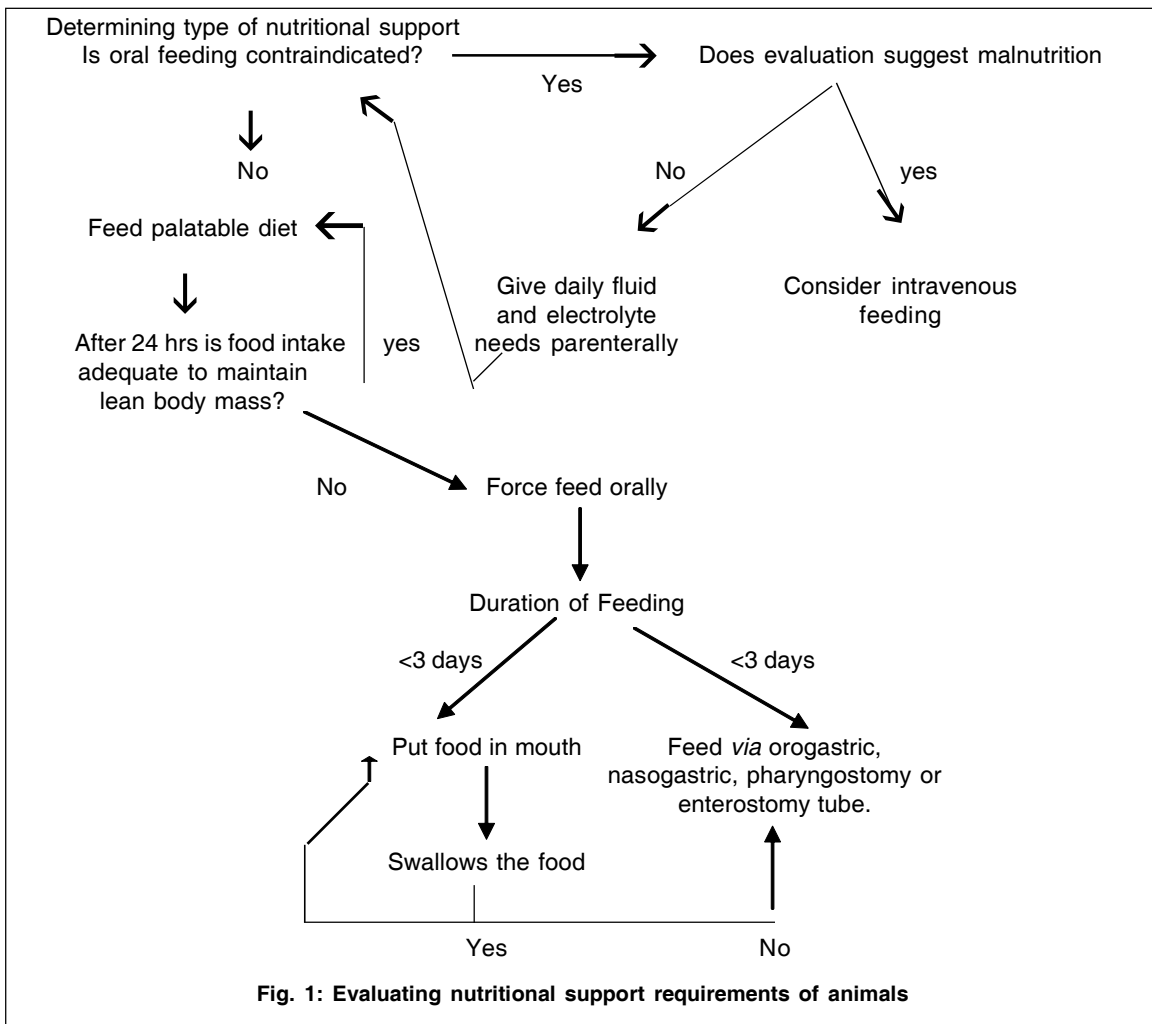 Determining type of nutritional support
Is oral feeding contraindicated?
Yes
Does evaluation suggest malnutrition
No
No
yes
Feed palatable diet
Give daily fluid
and electrolyte
needs parenterally
Consider intravenous
feeding
After 24 hrs is food intake
adequate to maintain
lean body mass?
yes
No
Force feed orally
Duration of Feeding
<3 days
<3 days
Put food in mouth
Feed via orogastric,
nasogastric, pharyngostomy or
enterostomy tube.
Swallows the food
Yes
No
Fig. 1: Evaluating nutritional support requirements of animals